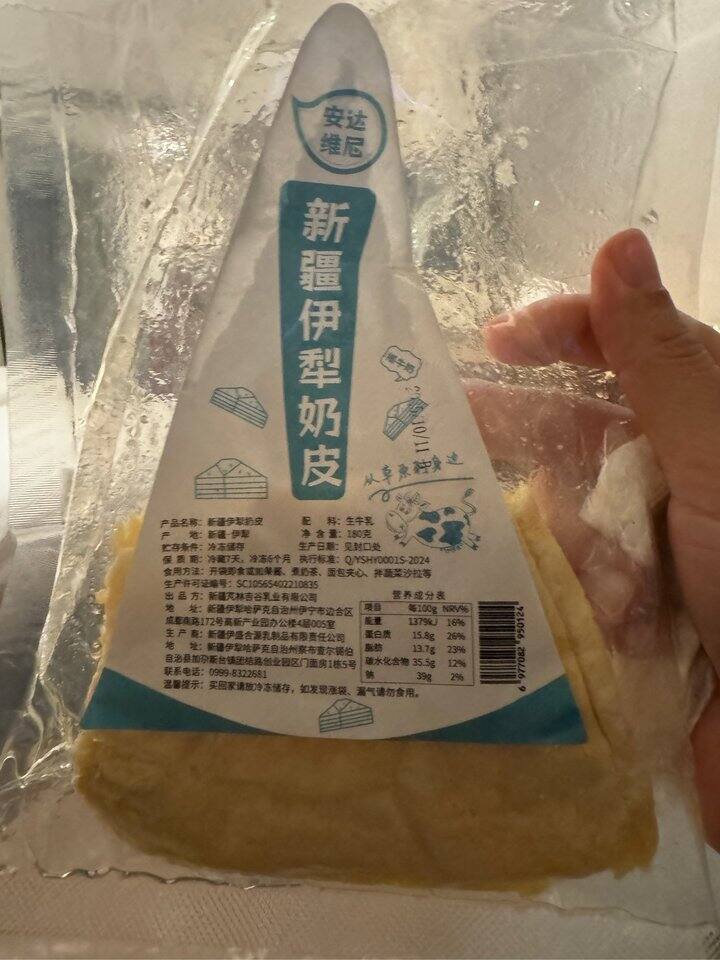 安达
维尼
新疆伊犁奶皮
从草原到身边
产品名称：新疆伊犁奶皮
配 料：生牛乳
产 地：新疆·伊犁
净 含 量：180克
贮存条件：冷冻储存
生产日期：见封口处
保 质 期：冷藏7天，冷冻6个月
执行标准：Q/YSHY0001S-2024
食用方法：开袋即食或如果酱、煮奶茶、面包夹心、拌蔬菜沙拉等
生产许可证编号：SC10565402210835
出 品 方：新疆芃林吉谷乳业有限公司
地 址：新疆伊犁哈萨克自治州伊宁市边合区
成都南路172号高新产业园办公楼4层005室
生 产 商：新疆伊盛合源乳制品有限责任公司
地 址：新疆伊犁哈萨克自治州察布查尔锡伯
自治县加尕斯台镇团结路创业园区门面房1栋5号
联系电话：0999-8322681
温馨提示：买回家请放冷冻储存，如发现涨袋、漏气请勿食用。
营养成分表
项目 每100g NRV%
能量 1379kJ 16%
蛋白质 15.8g 26%
脂肪 13.7g 23%
碳水化合物 35.5g 12%
钠 39g 2%
6 977082 950124